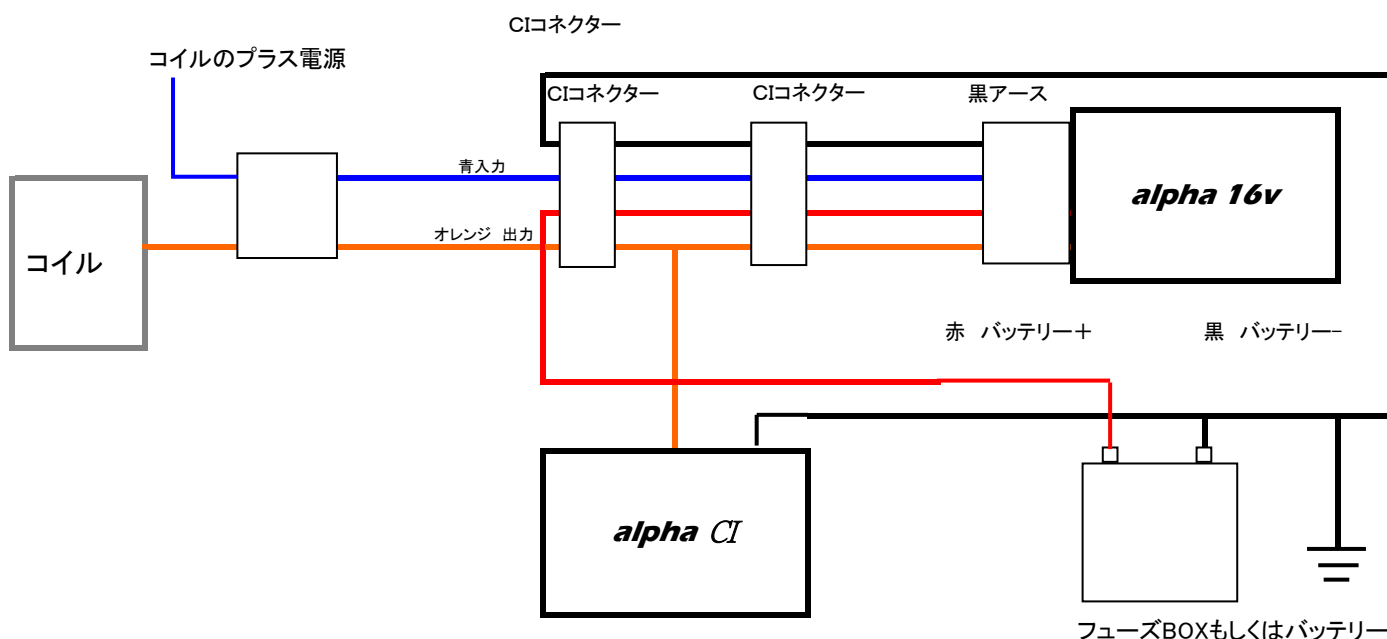 CIコネクター
コイルのプラス電源
CIコネクター
CIコネクター
黒アース
青入力
alpha 16v
オレンジ 出力
コイル
赤 バッテリー+
黒 バッテリー-
alpha CI
フューズBOXもしくはバッテリー